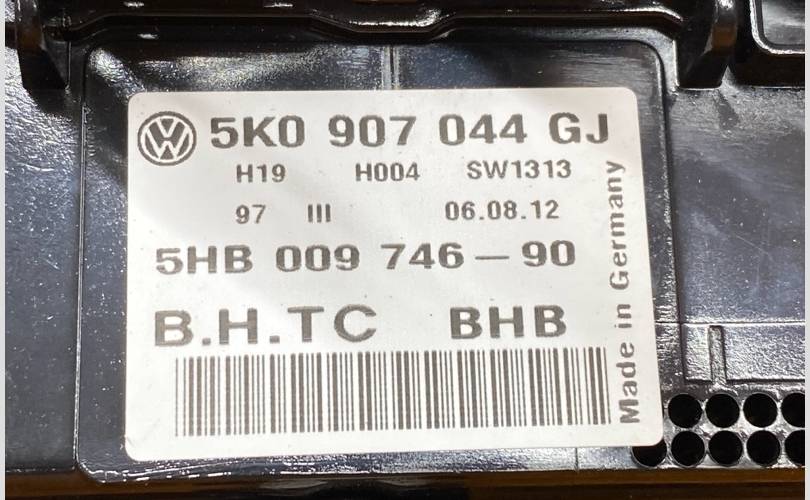 5K0 907 044 GJ
H19 H004 SW1313
97 III 06.08.12
5HB 009 746-90
B.H.TC BHB
Made in Germany